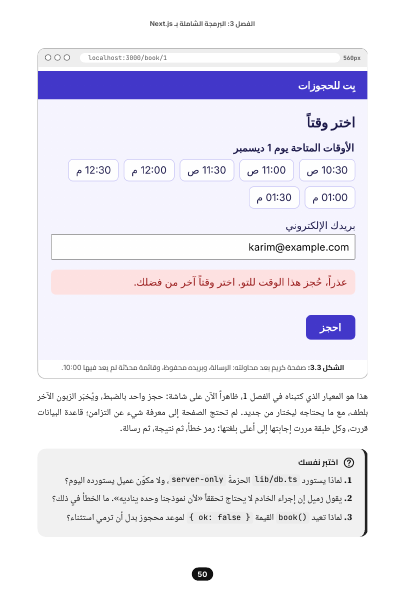 الفصل 3: البرمجة الشاملة بـ Next.js
localhost:3000/book/1
560px
يِت للحجوزات
اختر وقتاً
الأوقات المتاحة يوم 1 ديسمبر
10:30 ص 11:00 ص 11:30 ص 12:00 م 12:30 م
01:00 م 01:30 م
بريدك الإلكتروني
karim@example.com
عذراً، حُجز هذا الوقت للتو. اختر وقتاً آخر من فضلك.
احجز
الشكل 3.3: صفحة كريم بعد محاولته: الرسالة، وبريده محفوظ، وقائمة محدّثة لم يعد فيها 10:00.
هذا هو المعيار الذي كتبناه في الفصل 1، ظاهراً الآن على شاشة: حجز واحد بالضبط، ويُخبَر الزبون الآخر
بلطف، مع ما يحتاجه ليختار من جديد. لم تحتج الصفحة إلى معرفة شيء عن التزامن؛ قاعدة البيانات
قررت، وكل طبقة مررت إجابتها إلى أعلى بلغتها: رمز خطأ، ثم نتيجة، ثم رسالة.
اختبر نفسك
1. لماذا يستورد lib/db.ts الحزمةَ server-only، ولا مكوّن عميل يستورده اليوم؟
2. يقول زميل إن إجراء الخادم لا يحتاج تحققاً «لأن نموذجنا وحده يناديه». ما الخطأ في ذلك؟
3. لماذا تعيد book() القيمة { ok: false } لموعد محجوز بدل أن ترمي استثناء؟
50